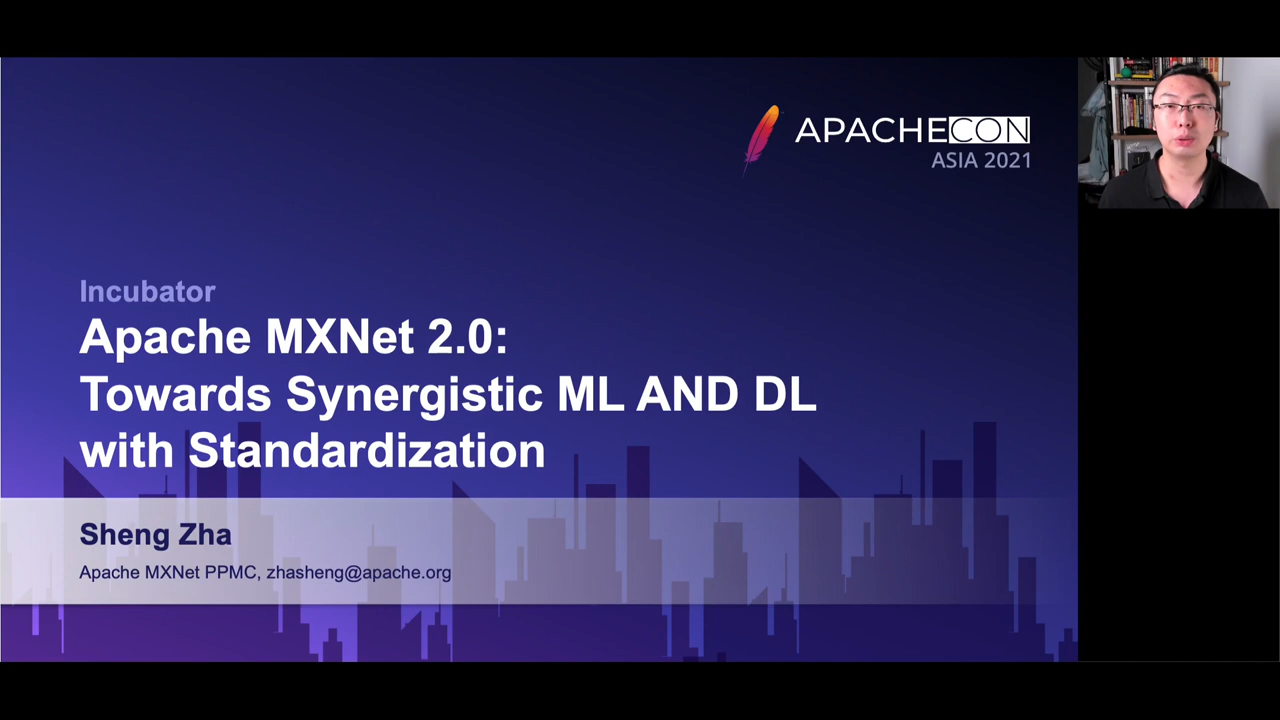 APACHECON
ASIA 2021
Incubator
Apache MXNet 2.0:
Towards Synergistic ML AND DL
with Standardization
Sheng Zha
Apache MXNet PPMC, zhasheng@apache.org